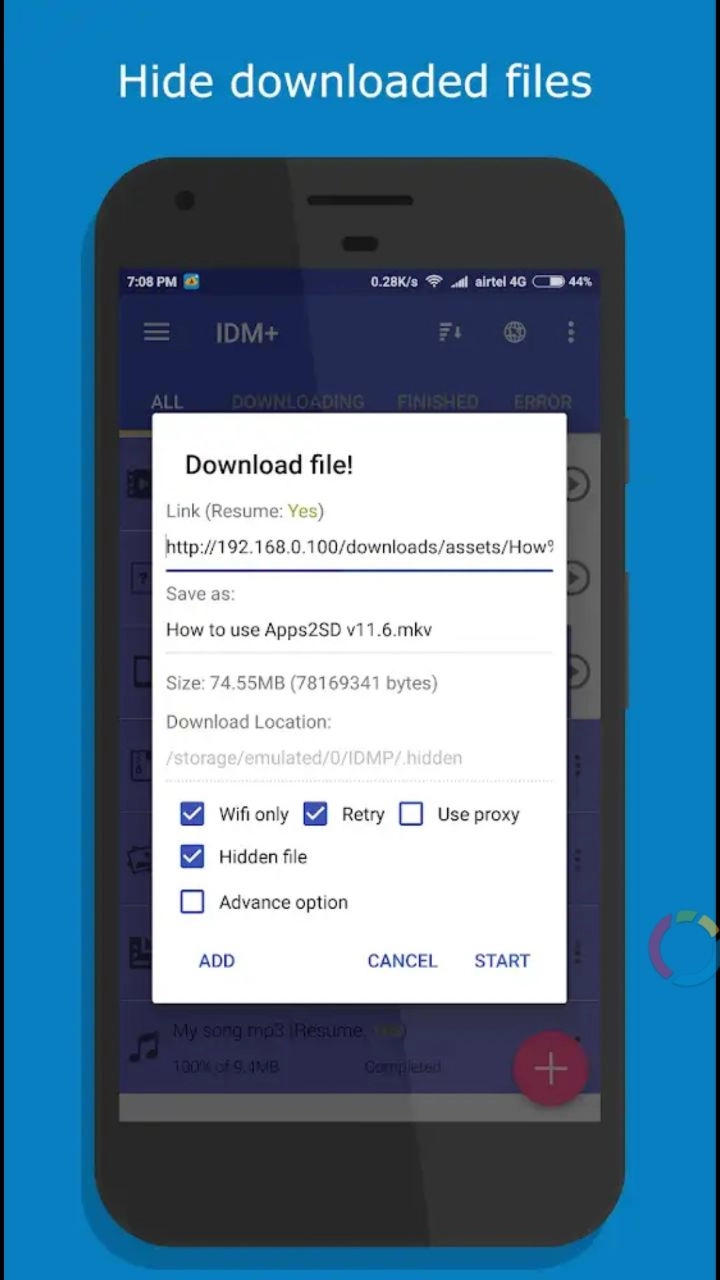 Hide downloaded files
7:08 PM 0.28K/s airtel 4G 44%
IDM+
ALL DOWNLOADING FINISHED ERROR
Download file!
Link (Resume: Yes)
http://192.168.0.100/downloads/assets/How%
Save as:
How to use Apps2SD v11.6.mkv
Size: 74.55MB (78169341 bytes)
Download Location:
/storage/emulated/0/IDMP/.hidden
Wifi only Retry Use proxy
Hidden file
Advance option
ADD CANCEL START
My song.mp3 (Resume: Yes)
100% of 9.4MB Completed